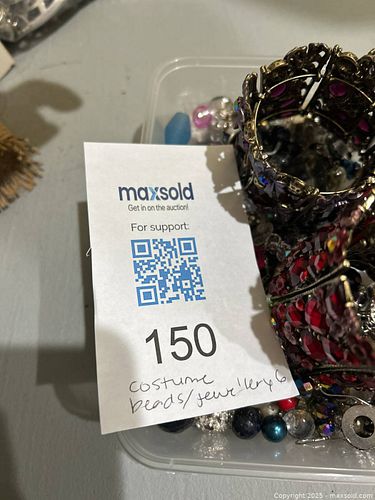 maxsold
Get in on the auction!
For support:
150
costume
beads/jewellery 6
Copyright 2025 - maxsold.com